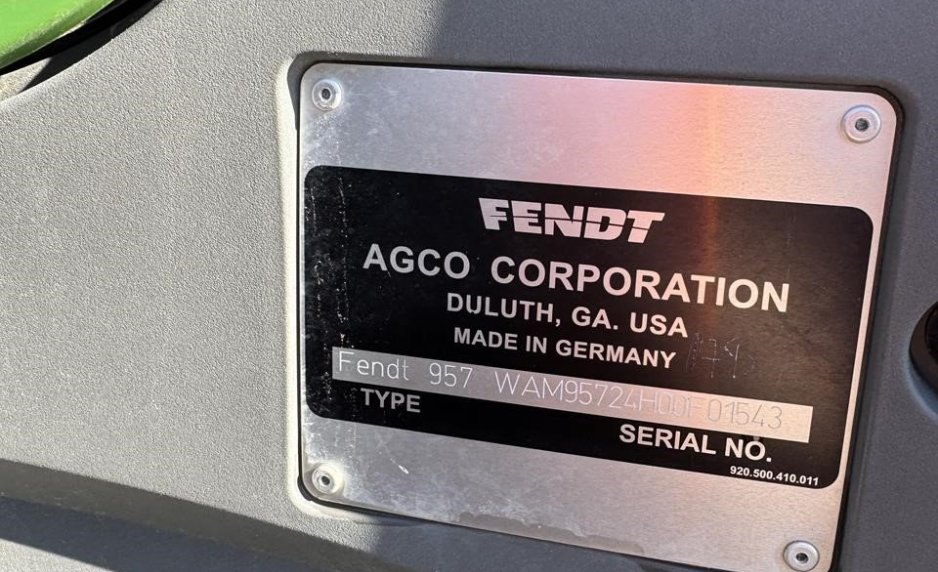 FENDT
AGCO CORPORATION
DULUTH, GA. USA
MADE IN GERMANY
Fendt 957 WAM95724H00F01543
TYPE
SERIAL NO.
920.500.410.011